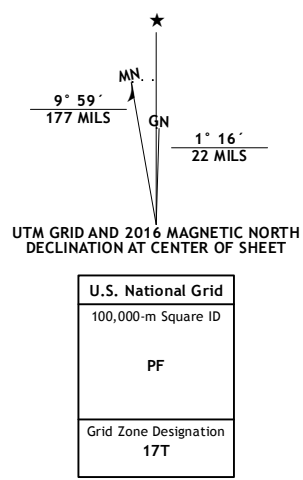 ★
MN
9° 59´
177 MILS
GN
1° 16´
22 MILS
UTM GRID AND 2016 MAGNETIC NORTH
DECLINATION AT CENTER OF SHEET
U.S. National Grid
100,000-m Square ID
PF
Grid Zone Designation
17T